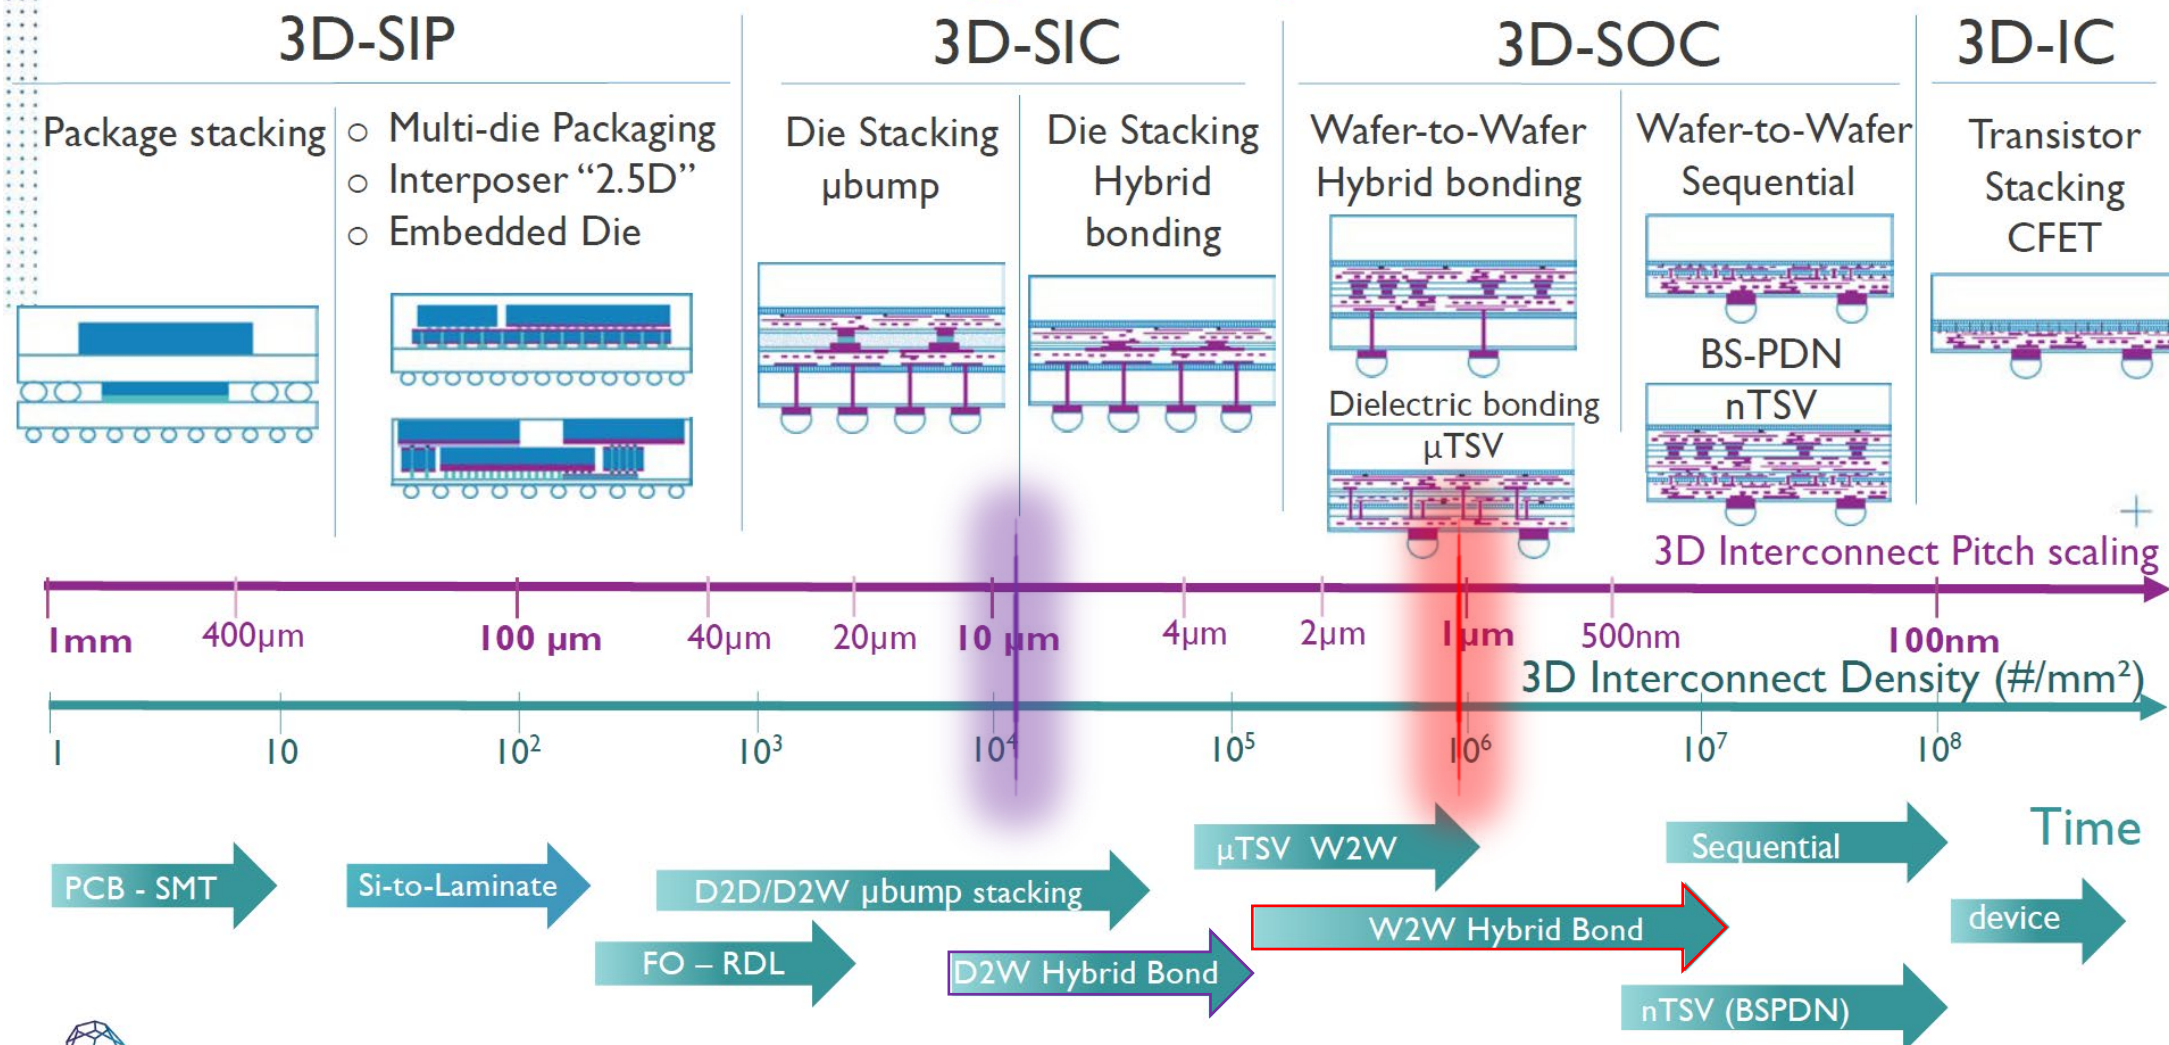 3D-SIP
3D-SIC
3D-SOC
3D-IC
Package stacking
○ Multi-die Packaging
○ Interposer “2.5D”
○ Embedded Die
Die Stacking
µbump
Die Stacking
Hybrid
bonding
Wafer-to-Wafer
Hybrid bonding
Dielectric bonding
µTSV
Wafer-to-Wafer
Sequential
BS-PDN
nTSV
Transistor
Stacking
CFET
3D Interconnect Pitch scaling
1mm 400µm 100 µm 40µm 20µm 10 µm 4µm 2µm 1µm 500nm 100nm
3D Interconnect Density (#/mm²)
1 10 10² 10³ 10⁴ 10⁵ 10⁶ 10⁷ 10⁸
Time
PCB - SMT
Si-to-Laminate
D2D/D2W µbump stacking
FO – RDL
D2W Hybrid Bond
µTSV W2W
W2W Hybrid Bond
Sequential
nTSV (BSPDN)
device